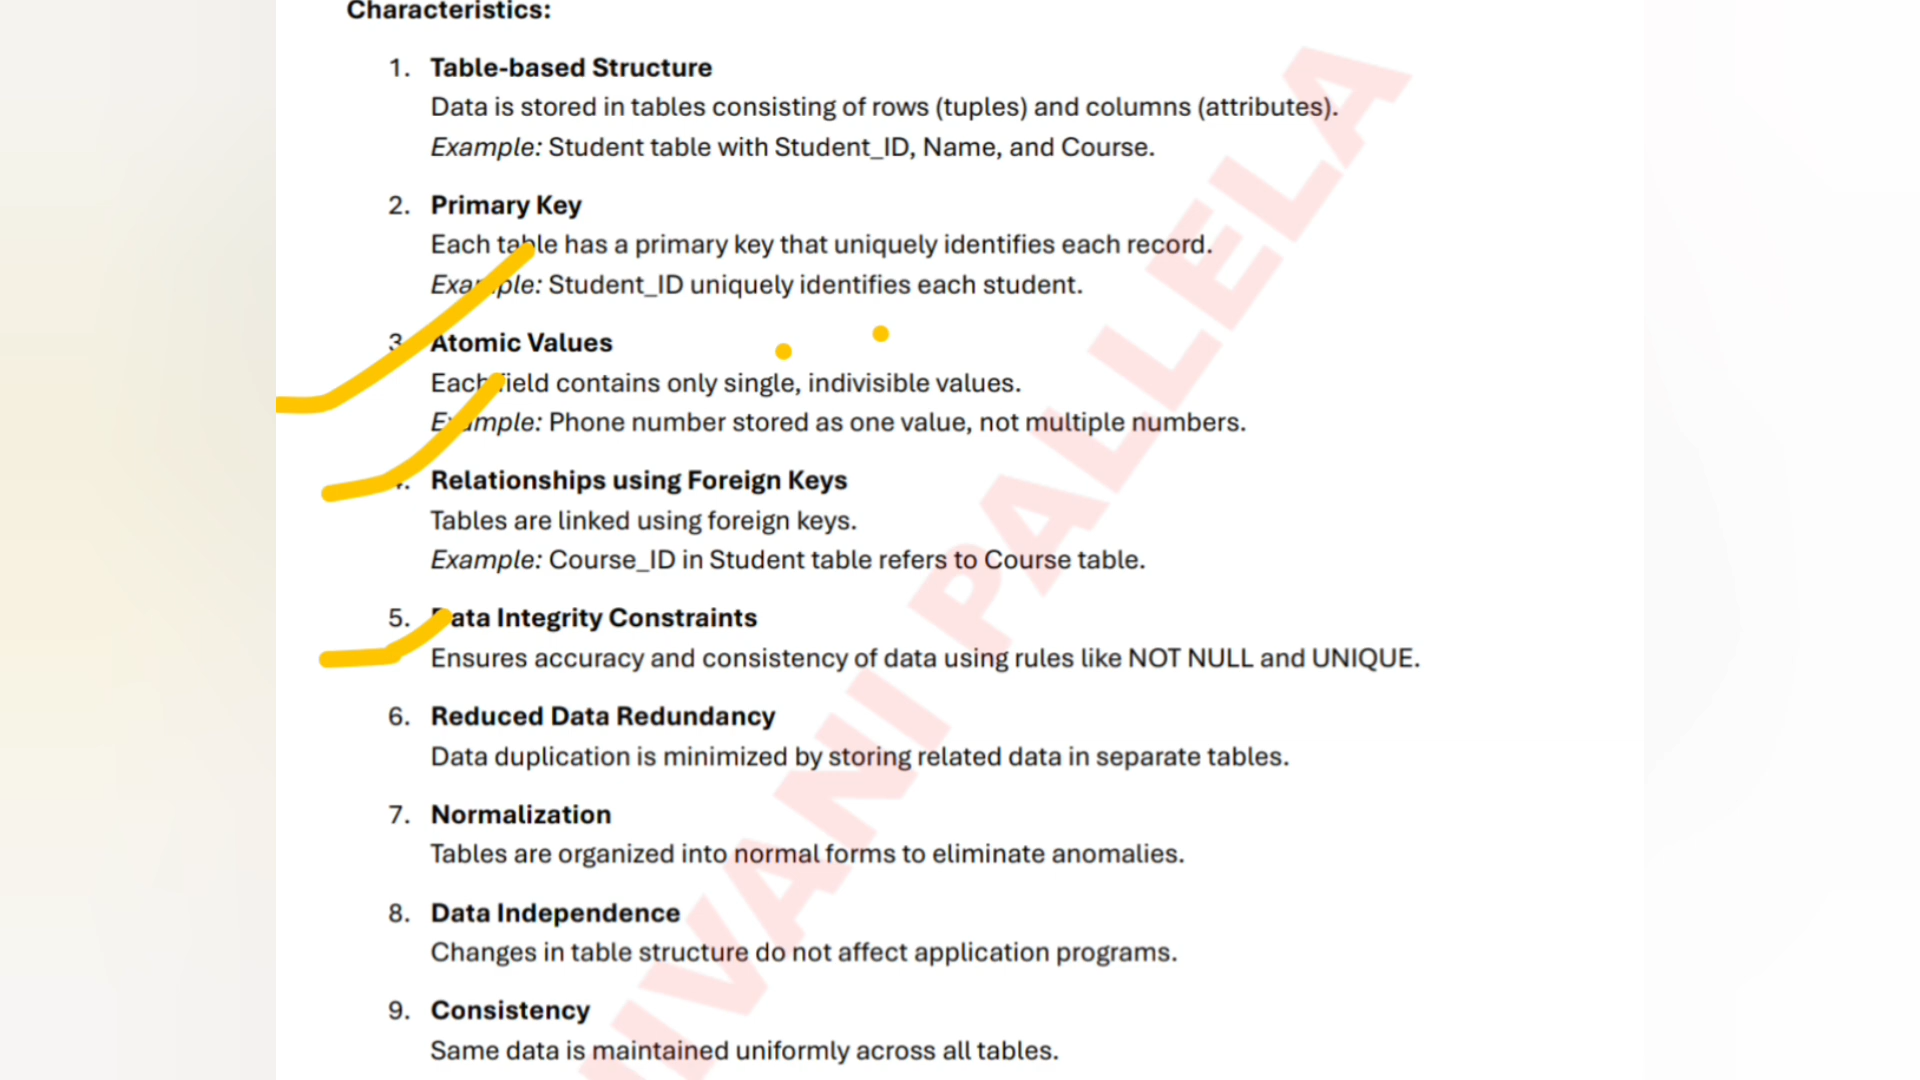 Characteristics:
1. Table-based Structure
Data is stored in tables consisting of rows (tuples) and columns (attributes).
Example: Student table with Student_ID, Name, and Course.
2. Primary Key
Each table has a primary key that uniquely identifies each record.
Example: Student_ID uniquely identifies each student.
3. Atomic Values
Each field contains only single, indivisible values.
Example: Phone number stored as one value, not multiple numbers.
4. Relationships using Foreign Keys
Tables are linked using foreign keys.
Example: Course_ID in Student table refers to Course table.
5. Data Integrity Constraints
Ensures accuracy and consistency of data using rules like NOT NULL and UNIQUE.
6. Reduced Data Redundancy
Data duplication is minimized by storing related data in separate tables.
7. Normalization
Tables are organized into normal forms to eliminate anomalies.
8. Data Independence
Changes in table structure do not affect application programs.
9. Consistency
Same data is maintained uniformly across all tables.
PALLELA